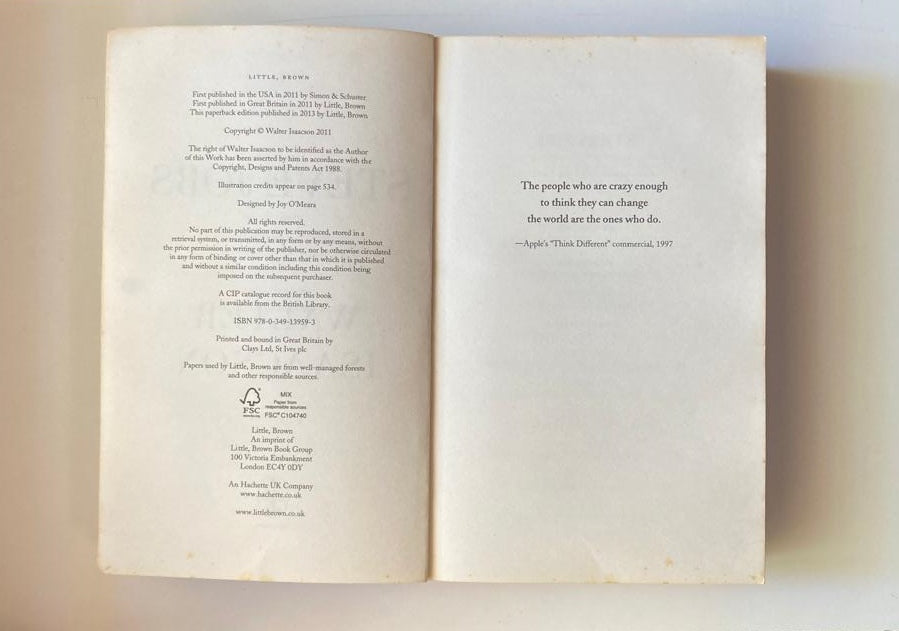 LITTLE, BROWN
First published in the USA in 2011 by Simon & Schuster
First published in Great Britain in 2011 by Little, Brown
This paperback edition published in 2013 by Little, Brown
Copyright © Walter Isaacson 2011
The right of Walter Isaacson to be identified as the Author
of this Work has been asserted by him in accordance with the
Copyright, Designs and Patents Act 1988.
Illustration credits appear on page 534.
Designed by Joy O'Meara
All rights reserved.
No part of this publication may be reproduced, stored in a
retrieval system, or transmitted, in any form or by any means, without
the prior permission in writing of the publisher, nor be otherwise circulated
in any form of binding or cover other than that in which it is published
and without a similar condition including this condition being
imposed on the subsequent purchaser.
A CIP catalogue record for this book
is available from the British Library.
ISBN 978-0-349-13959-3
Printed and bound in Great Britain by
Clays Ltd, St Ives plc
Papers used by Little, Brown are from well-managed forests
and other responsible sources.
FSC
MIX
Paper from
responsible sources
FSC® C104740
Little, Brown
An imprint of
Little, Brown Book Group
100 Victoria Embankment
London EC4Y 0DY
An Hachette UK Company
www.hachette.co.uk
www.littlebrown.co.uk
The people who are crazy enough
to think they can change
the world are the ones who do.
—Apple's "Think Different" commercial, 1997